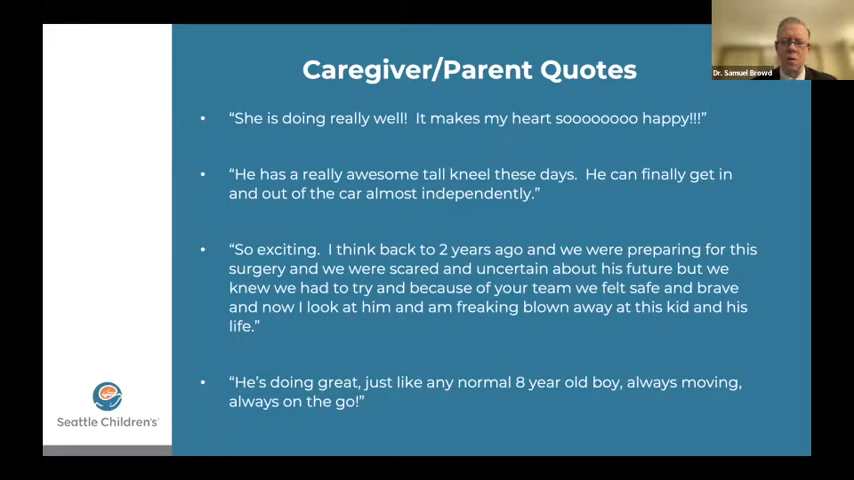 Caregiver/Parent Quotes
Dr. Samuel Browd
• “She is doing really well!  It makes my heart soooooooo happy!!!”
• “He has a really awesome tall kneel these days.  He can finally get in
and out of the car almost independently.”
• “So exciting.  I think back to 2 years ago and we were preparing for this
surgery and we were scared and uncertain about his future but we
knew we had to try and because of your team we felt safe and brave
and now I look at him and am freaking blown away at this kid and his
life.”
• “He’s doing great, just like any normal 8 year old boy, always moving,
always on the go!”
Seattle Children’s